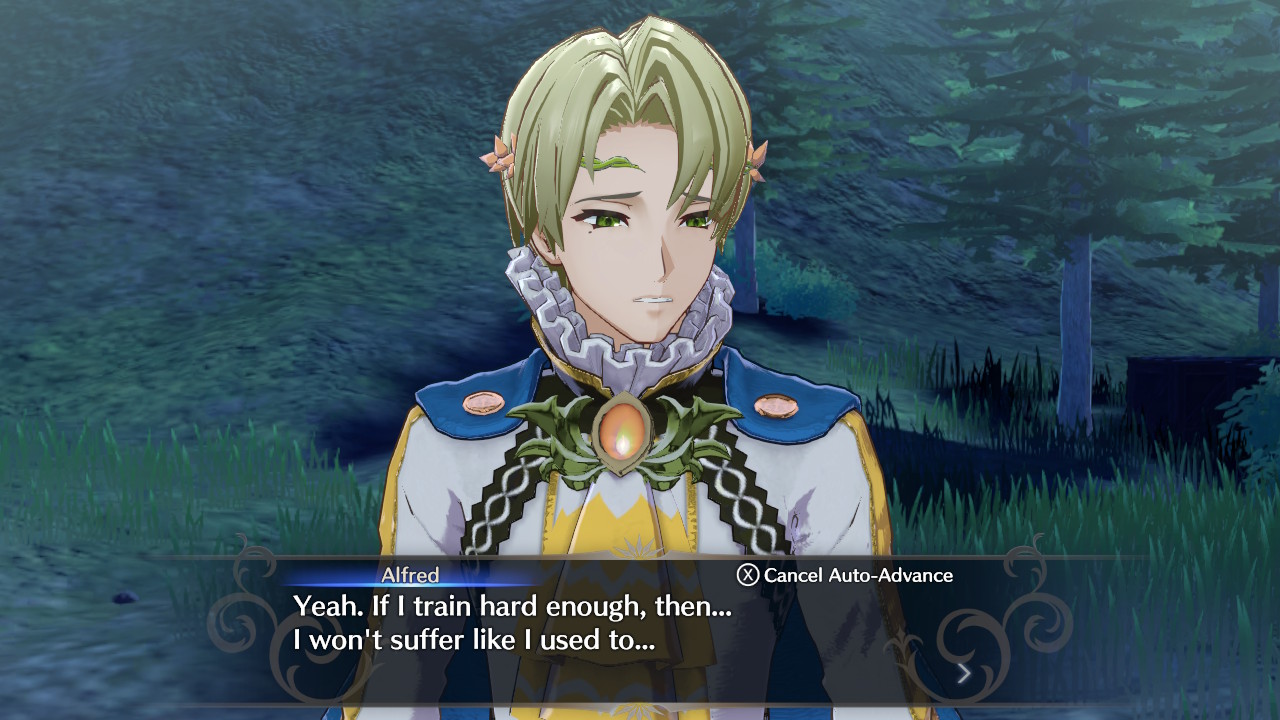 Alfred
Ⓧ Cancel Auto-Advance
Yeah. If I train hard enough, then...
I won't suffer like I used to...